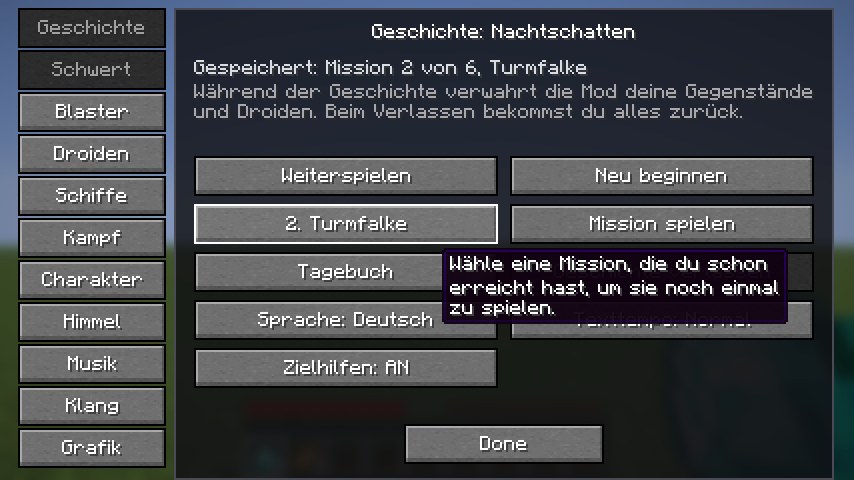 Geschichte
Schwert
Blaster
Droiden
Schiffe
Kampf
Charakter
Himmel
Musik
Klang
Grafik
Geschichte: Nachtschatten
Gespeichert: Mission 2 von 6, Turmfalke
Während der Geschichte verwahrt die Mod deine Gegenstände
und Droiden. Beim Verlassen bekommst du alles zurück.
Weiterspielen
Neu beginnen
2. Turmfalke
Mission spielen
Tagebuch
Wähle eine Mission, die du schon
erreicht hast, um sie noch einmal
zu spielen.
Sprache: Deutsch
Texttempo: Normal
Zielhilfen: AN
Done